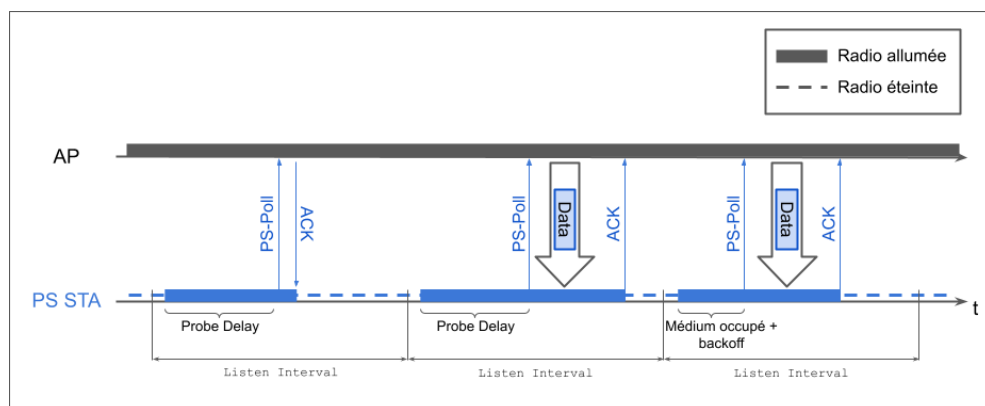 Radio allumée
Radio éteinte
AP
PS-Poll
ACK
PS-Poll
Data
ACK
PS-Poll
Data
ACK
PS STA
t
Probe Delay
Probe Delay
Médium occupé +
backoff
Listen Interval
Listen Interval
Listen Interval